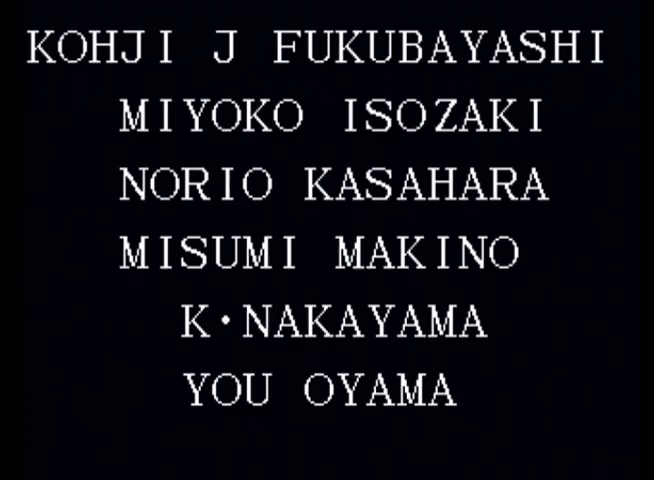 KOHJI J FUKUBAYASHI
MIYOKO ISOZAKI
NORIO KASAHARA
MISUMI MAKINO
K・NAKAYAMA
YOU OYAMA